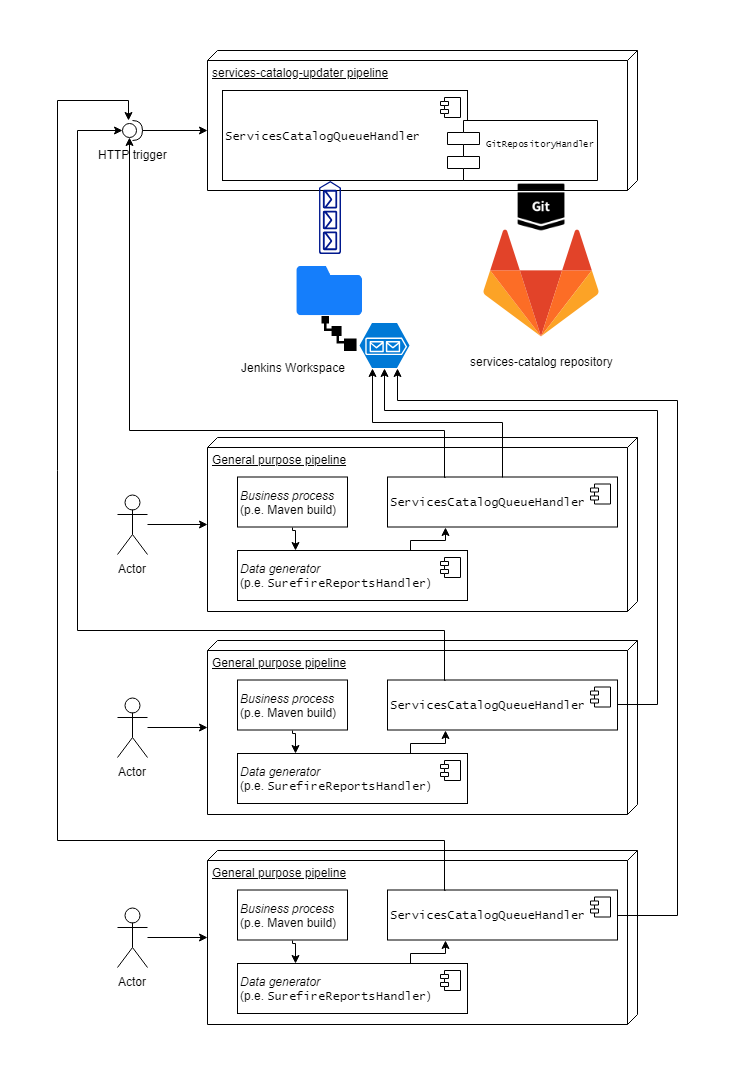 services-catalog-updater pipeline
ServicesCatalogQueueHandler
GitRepositoryHandler
HTTP trigger
Git
Jenkins Workspace
services-catalog repository
General purpose pipeline
Business process
(p.e. Maven build)
ServicesCatalogQueueHandler
Data generator
(p.e. SurefireReportsHandler)
Actor
General purpose pipeline
Business process
(p.e. Maven build)
ServicesCatalogQueueHandler
Data generator
(p.e. SurefireReportsHandler)
Actor
General purpose pipeline
Business process
(p.e. Maven build)
ServicesCatalogQueueHandler
Data generator
(p.e. SurefireReportsHandler)
Actor